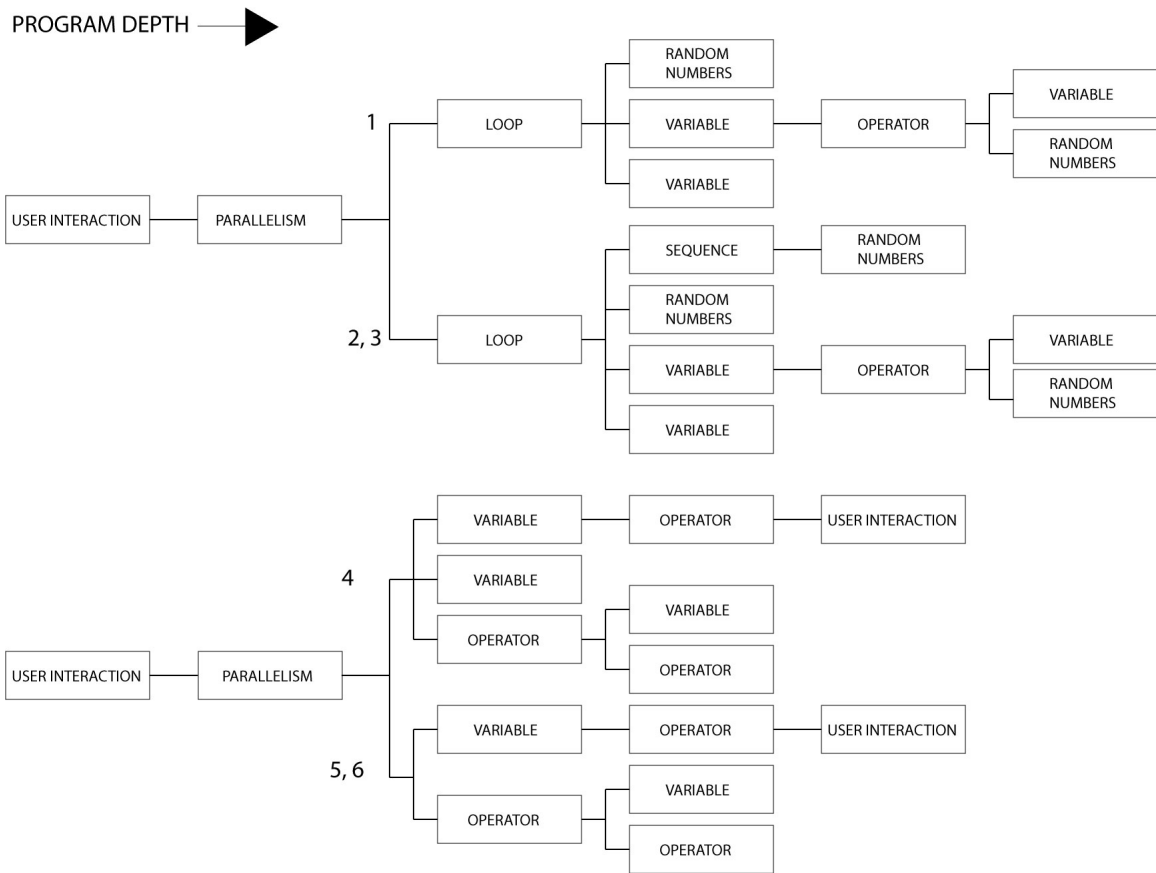 PROGRAM DEPTH
1
LOOP
RANDOM
NUMBERS
VARIABLE
OPERATOR
VARIABLE
RANDOM
NUMBERS
VARIABLE
USER INTERACTION
PARALLELISM
2, 3
LOOP
SEQUENCE
RANDOM
NUMBERS
RANDOM
NUMBERS
VARIABLE
OPERATOR
VARIABLE
RANDOM
NUMBERS
VARIABLE
USER INTERACTION
PARALLELISM
4
VARIABLE
OPERATOR
USER INTERACTION
VARIABLE
OPERATOR
VARIABLE
OPERATOR
5, 6
VARIABLE
OPERATOR
USER INTERACTION
OPERATOR
VARIABLE
OPERATOR